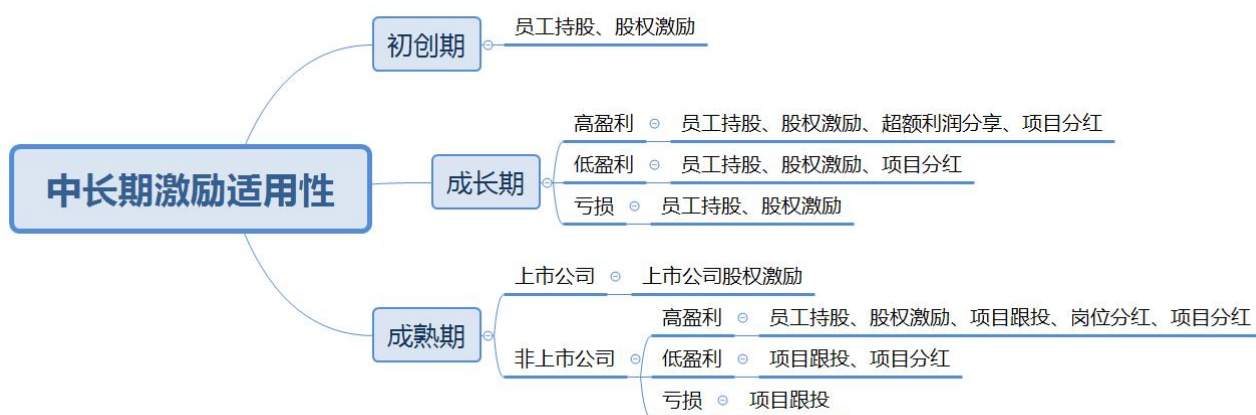 中长期激励适用性
初创期
员工持股、股权激励
成长期
高盈利
员工持股、股权激励、超额利润分享、项目分红
低盈利
员工持股、股权激励、项目分红
亏损
员工持股、股权激励
成熟期
上市公司
上市公司股权激励
非上市公司
高盈利
员工持股、股权激励、项目跟投、岗位分红、项目分红
低盈利
项目跟投、项目分红
亏损
项目跟投